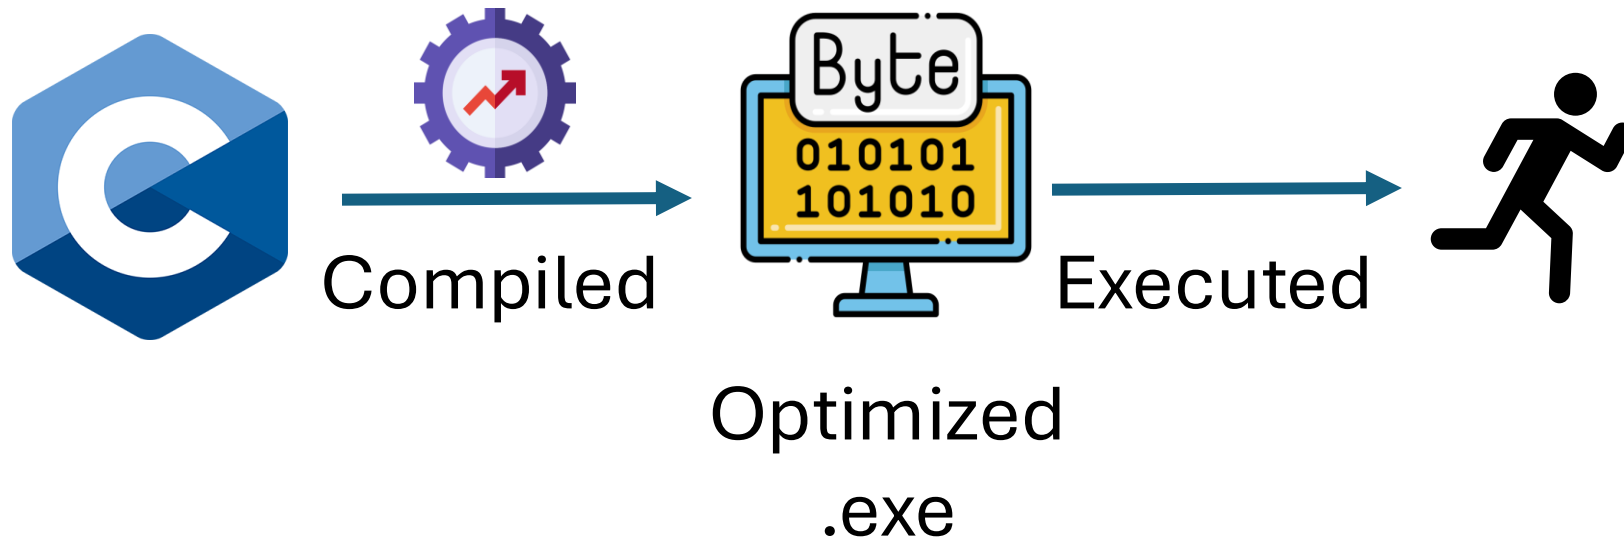 C
Compiled
Byte
010101
101010
Executed
Optimized
.exe